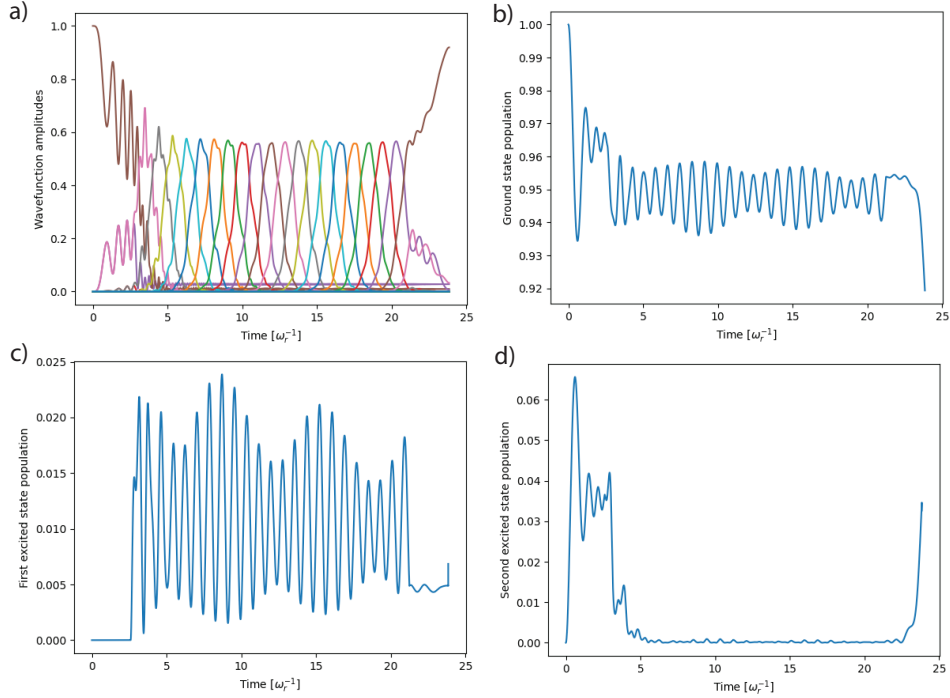 a)
Wavefunction amplitudes
1.0
0.8
0.6
0.4
0.2
0.0
0 5 10 15 20 25
Time [ω_r^{-1}]
b)
Ground state population
1.00
0.99
0.98
0.97
0.96
0.95
0.94
0.93
0.92
0 5 10 15 20 25
Time [ω_r^{-1}]
c)
First excited state population
0.025
0.020
0.015
0.010
0.005
0.000
0 5 10 15 20 25
Time [ω_r^{-1}]
d)
Second excited state population
0.06
0.05
0.04
0.03
0.02
0.01
0.00
0 5 10 15 20 25
Time [ω_r^{-1}]